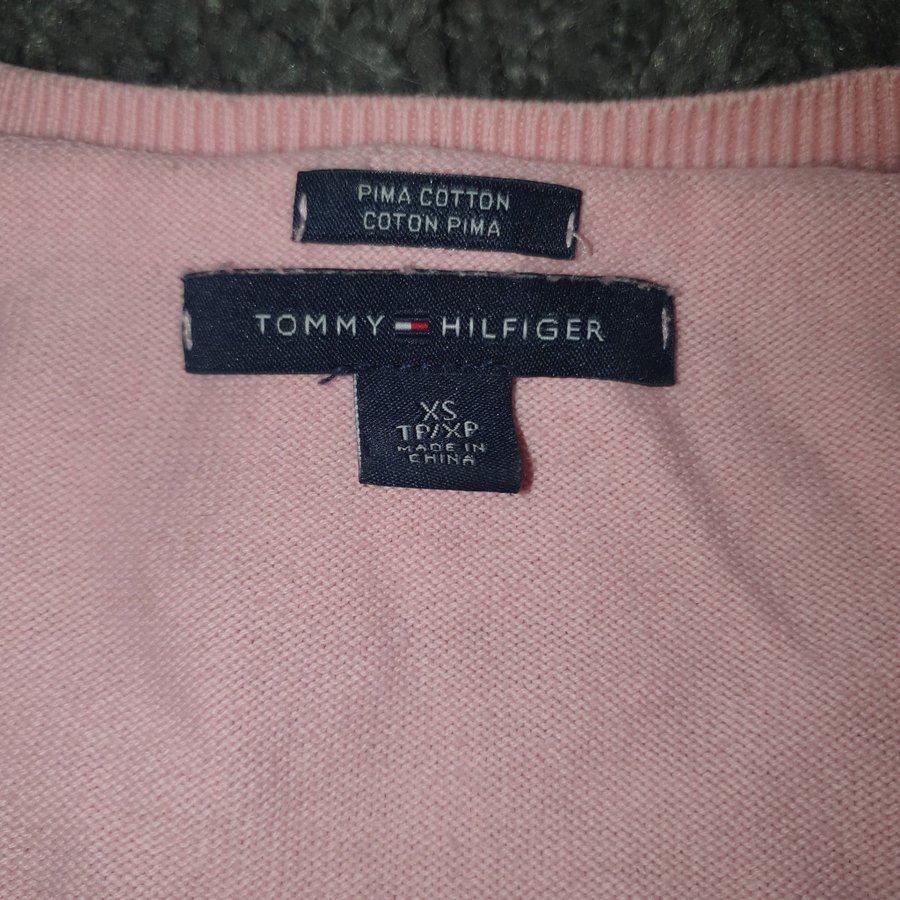 PIMA COTTON
COTON PIMA
TOMMY HILFIGER
XS
TP/XP
MADE IN
CHINA